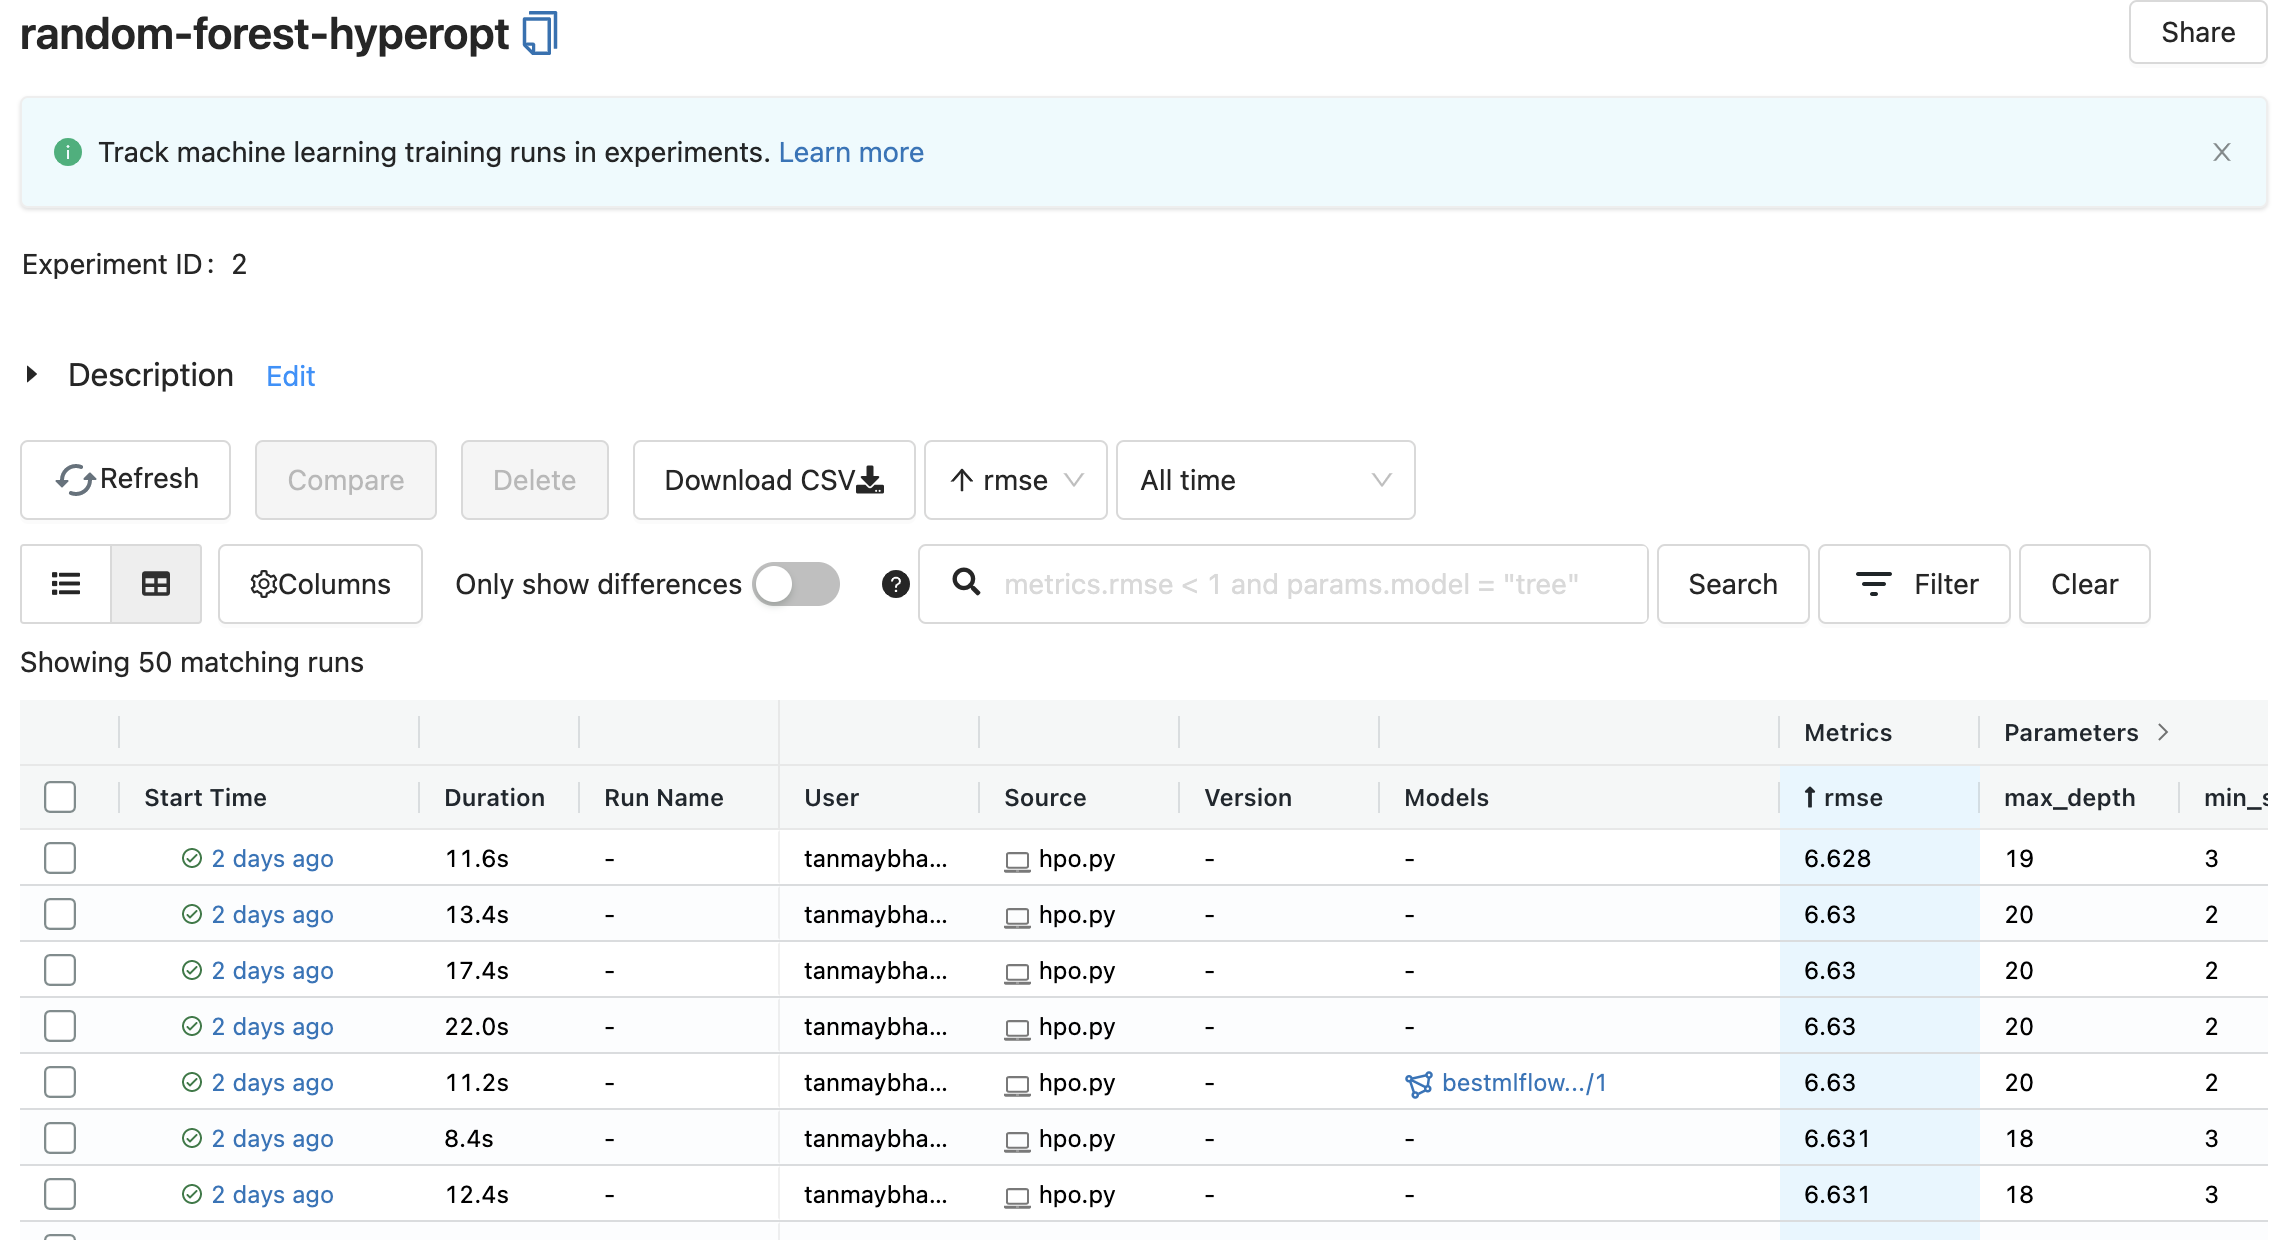 random-forest-hyperopt
Share
Track machine learning training runs in experiments. Learn more
Experiment ID: 2
Description Edit
Refresh Compare Delete Download CSV ↑ rmse All time
Columns Only show differences ? metrics.rmse < 1 and params.model = "tree" Search Filter Clear
Showing 50 matching runs
Metrics Parameters >
Start Time Duration Run Name User Source Version Models ↑ rmse max_depth min_s
2 days ago 11.6s - tanmaybha... hpo.py - - 6.628 19 3
2 days ago 13.4s - tanmaybha... hpo.py - - 6.63 20 2
2 days ago 17.4s - tanmaybha... hpo.py - - 6.63 20 2
2 days ago 22.0s - tanmaybha... hpo.py - - 6.63 20 2
2 days ago 11.2s - tanmaybha... hpo.py - bestmlflow.../1 6.63 20 2
2 days ago 8.4s - tanmaybha... hpo.py - - 6.631 18 3
2 days ago 12.4s - tanmaybha... hpo.py - - 6.631 18 3